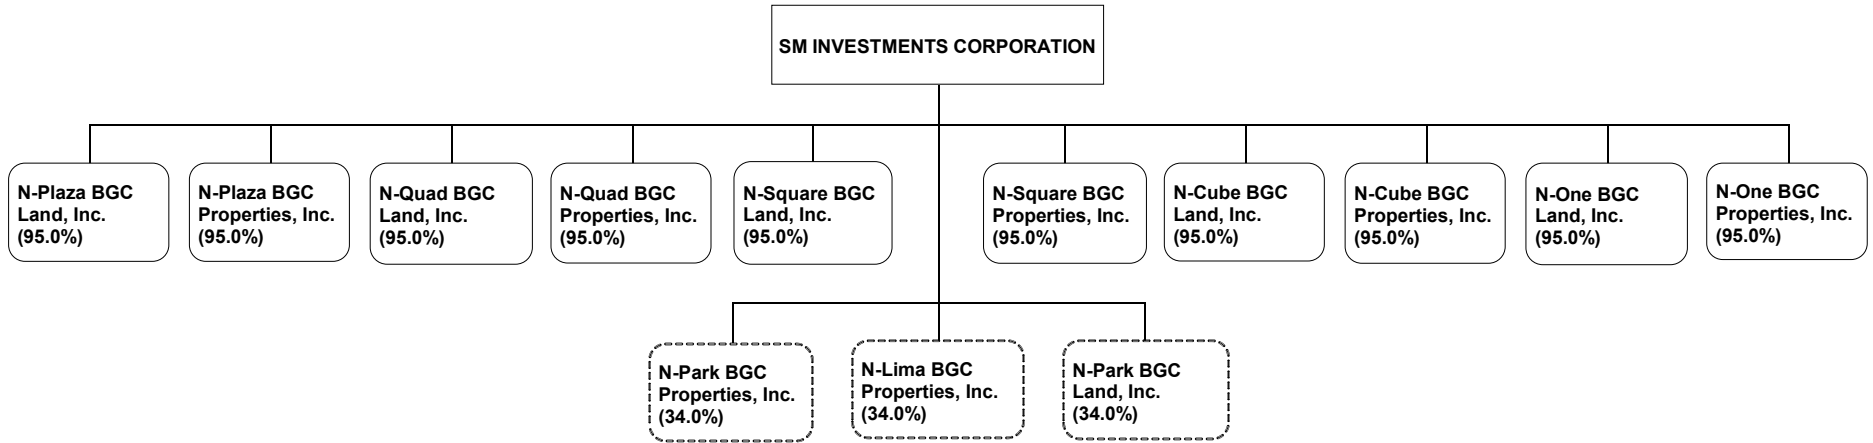 SM INVESTMENTS CORPORATION
N-Plaza BGC
Land, Inc.
(95.0%)
N-Plaza BGC
Properties, Inc.
(95.0%)
N-Quad BGC
Land, Inc.
(95.0%)
N-Quad BGC
Properties, Inc.
(95.0%)
N-Square BGC
Land, Inc.
(95.0%)
N-Square BGC
Properties, Inc.
(95.0%)
N-Cube BGC
Land, Inc.
(95.0%)
N-Cube BGC
Properties, Inc.
(95.0%)
N-One BGC
Land, Inc.
(95.0%)
N-One BGC
Properties, Inc.
(95.0%)
N-Park BGC
Properties, Inc.
(34.0%)
N-Lima BGC
Properties, Inc.
(34.0%)
N-Park BGC
Land, Inc.
(34.0%)